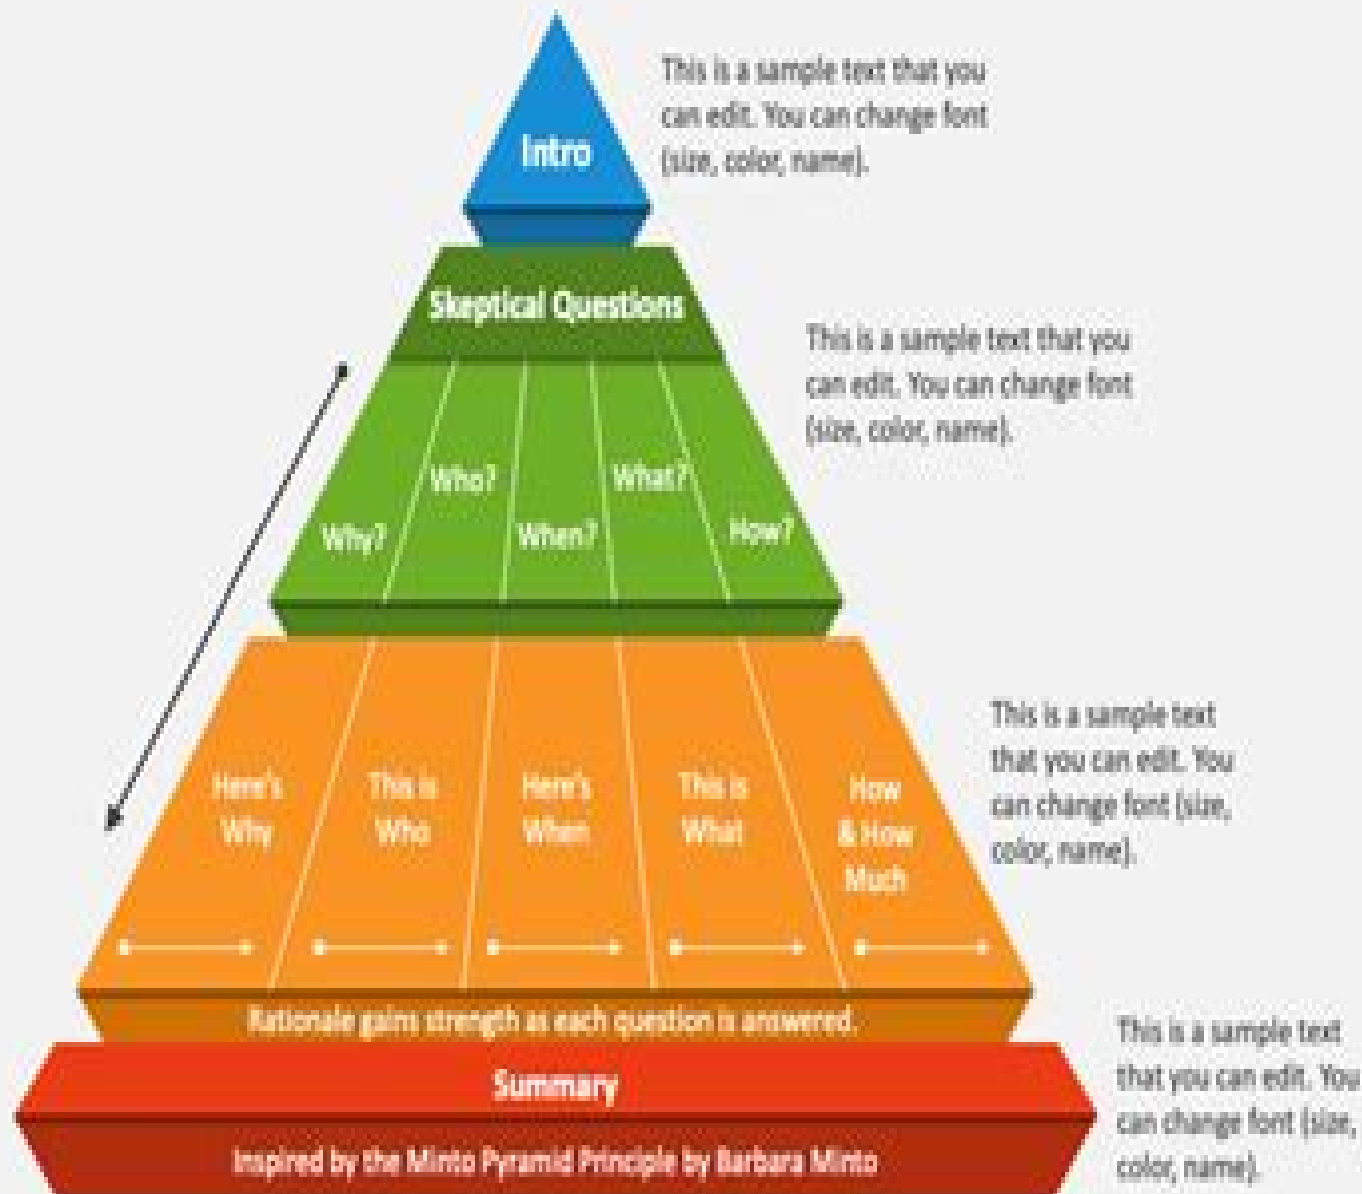 Intro
This is a sample text that you
can edit. You can change font
(size, color, name).
Skeptical Questions
This is a sample text that you
can edit. You can change font
(size, color, name).
Why?
Who?
When?
What?
How?
Here's
Why
This is
Who
Here's
When
This is
What
How
& How
Much
This is a sample text
that you can edit. You
can change font (size,
color, name).
Rationale gains strength as each question is answered.
Summary
This is a sample text
that you can edit. You
can change font (size,
color, name).
Inspired by the Minto Pyramid Principle by Barbara Minto